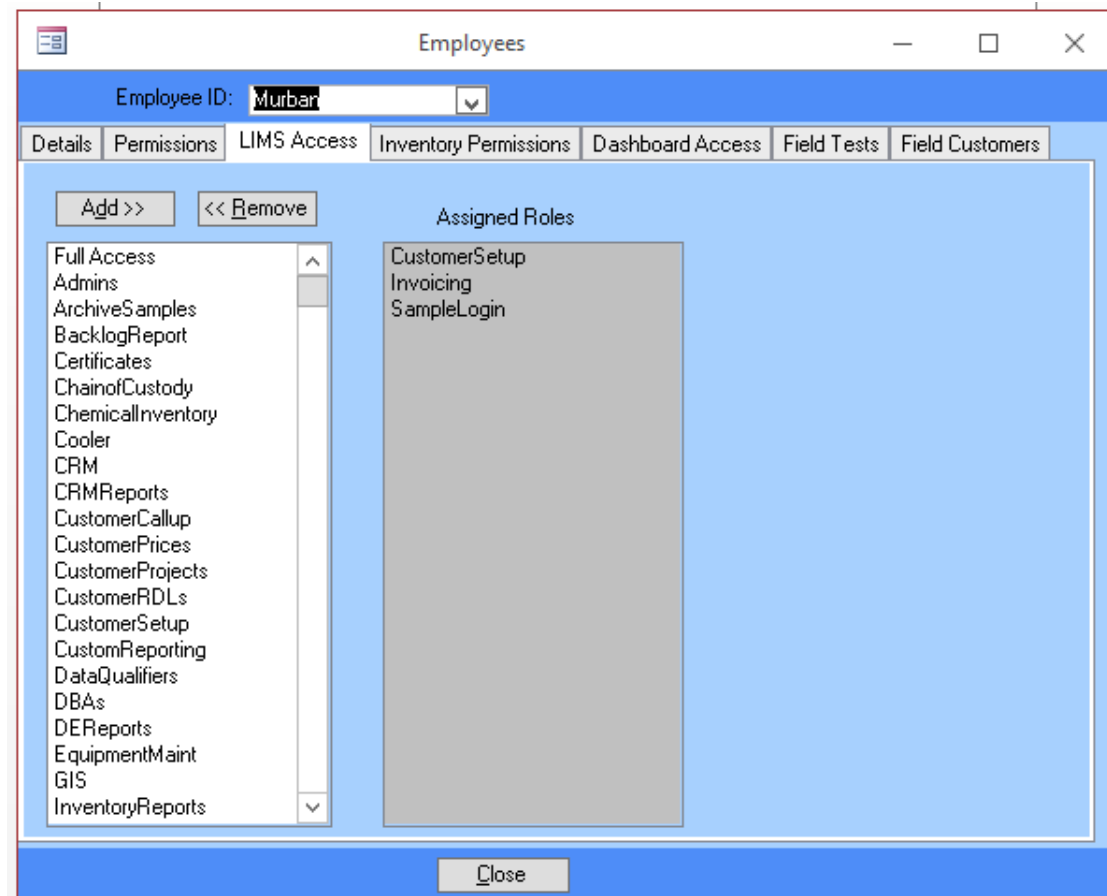 Employees
Employee ID: Murban
Details Permissions LIMS Access Inventory Permissions Dashboard Access Field Tests Field Customers
Add >> << Remove
Assigned Roles
Full Access
Admins
ArchiveSamples
BacklogReport
Certificates
ChainofCustody
ChemicalInventory
Cooler
CRM
CRMReports
CustomerCallup
CustomerPrices
CustomerProjects
CustomerRDLs
CustomerSetup
CustomReporting
DataQualifiers
DBAs
DEReports
EquipmentMaint
GIS
InventoryReports
CustomerSetup
Invoicing
SampleLogin
Close